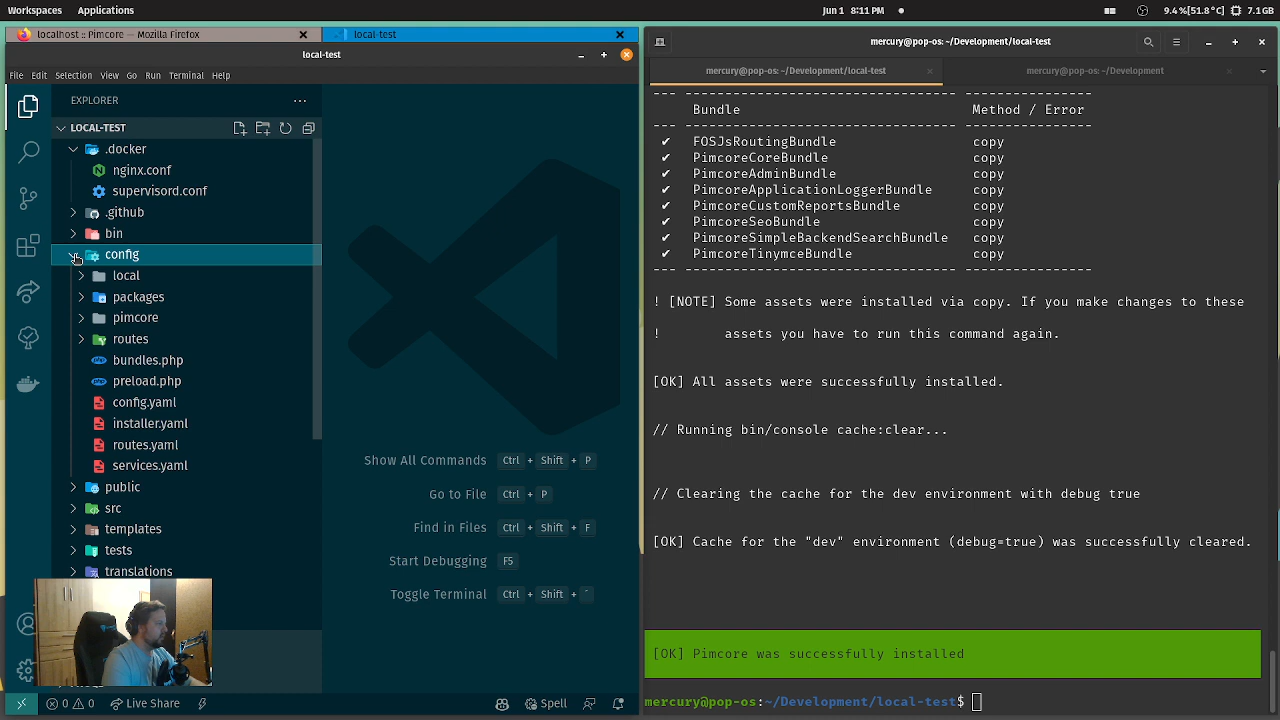 Workspaces Applications Jun 1 8:11 PM 9.4%(51.8°C) 7.1GB
localhost :: Pimcore — Mozilla Firefox
local-test
local-test
File Edit Selection View Go Run Terminal Help
EXPLORER
LOCAL-TEST
.docker
nginx.conf
supervisord.conf
.github
bin
config
local
packages
pimcore
routes
bundles.php
preload.php
config.yaml
installer.yaml
routes.yaml
services.yaml
public
src
templates
tests
translations
Show All Commands Ctrl + Shift + P
Go to File Ctrl + P
Find in Files Ctrl + Shift + F
Start Debugging F5
Toggle Terminal Ctrl + Shift + `
0 0 Live Share Spell
mercury@pop-os: ~/Development/local-test
mercury@pop-os: ~/Development/local-test
mercury@pop-os: ~/Development
--- ---------------------------------- ----------------
Bundle Method / Error
--- ---------------------------------- ----------------
✔ FOSJsRoutingBundle copy
✔ PimcoreCoreBundle copy
✔ PimcoreAdminBundle copy
✔ PimcoreApplicationLoggerBundle copy
✔ PimcoreCustomReportsBundle copy
✔ PimcoreSeoBundle copy
✔ PimcoreSimpleBackendSearchBundle copy
✔ PimcoreTinymceBundle copy
--- ---------------------------------- ----------------
! [NOTE] Some assets were installed via copy. If you make changes to these
! assets you have to run this command again.
[OK] All assets were successfully installed.
// Running bin/console cache:clear...
// Clearing the cache for the dev environment with debug true
[OK] Cache for the "dev" environment (debug=true) was successfully cleared.
[OK] Pimcore was successfully installed
mercury@pop-os:~/Development/local-test$